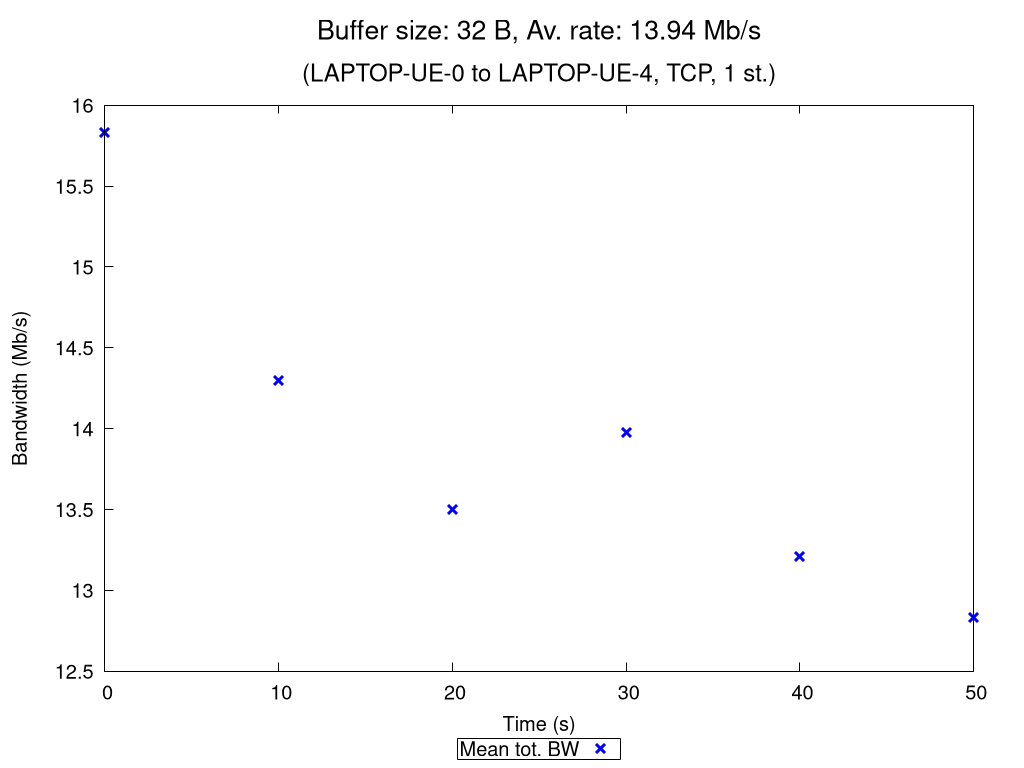 Buffer size: 32 B, Av. rate: 13.94 Mb/s
(LAPTOP-UE-0 to LAPTOP-UE-4, TCP, 1 st.)
16
15.5
15
14.5
14
13.5
13
12.5
Bandwidth (Mb/s)
0 10 20 30 40 50
Time (s)
Mean tot. BW